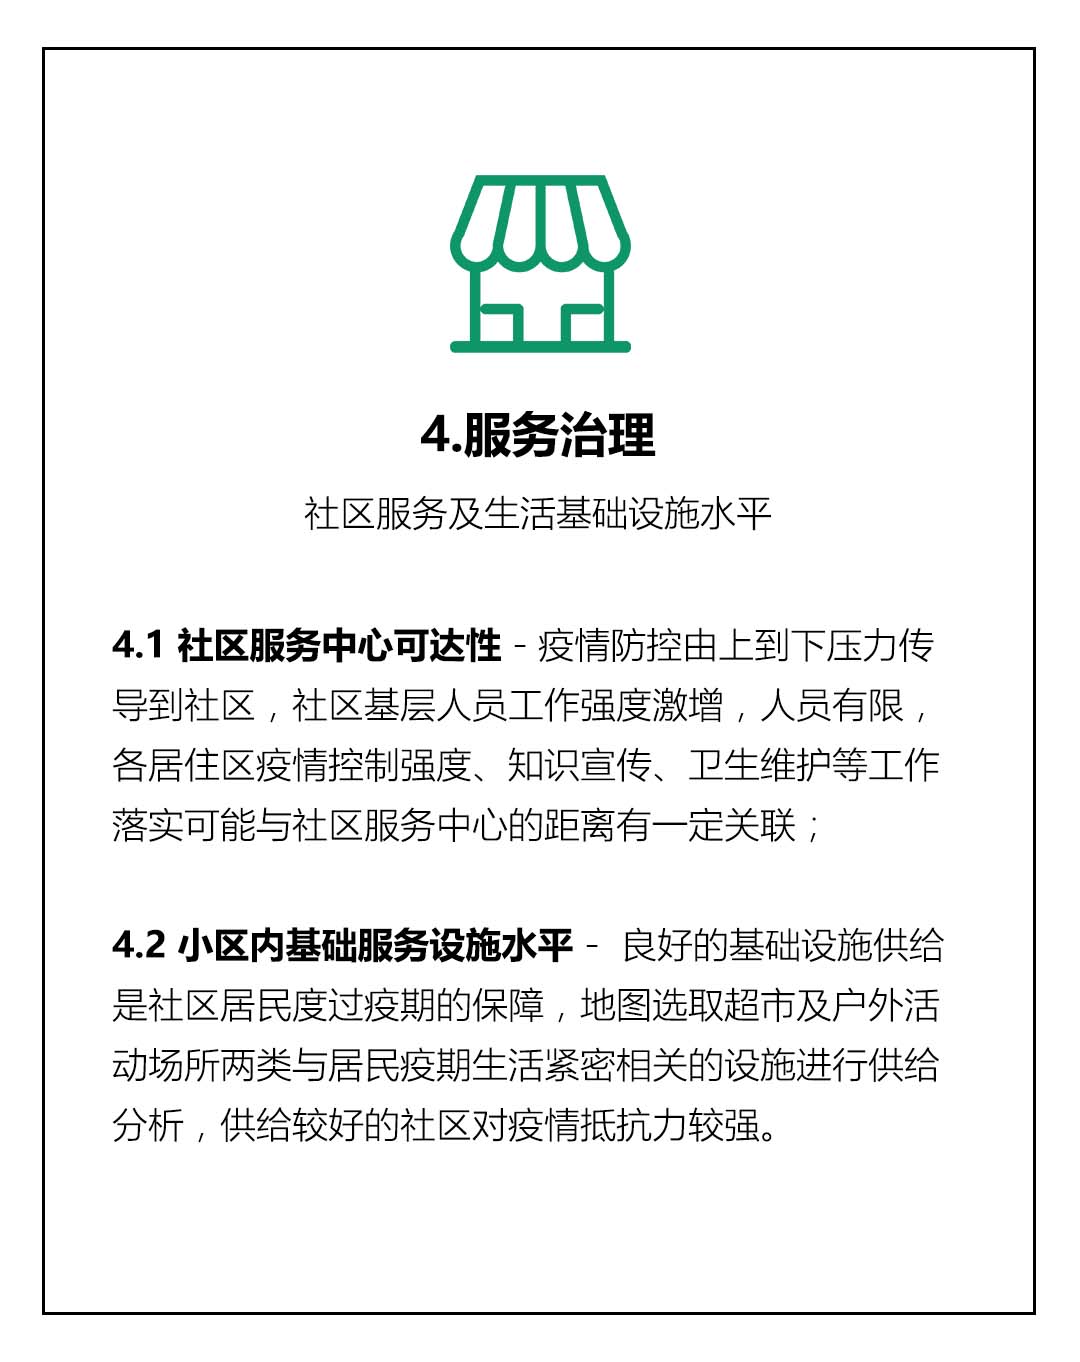 4.服务治理
社区服务及生活基础设施水平
4.1 社区服务中心可达性 - 疫情防控由上到下压力传
导到社区，社区基层人员工作强度激增，人员有限，
各居住区疫情控制强度、知识宣传、卫生维护等工作
落实可能与社区服务中心的距离有一定关联；
4.2 小区内基础服务设施水平 - 良好的基础设施供给
是社区居民度过疫期的保障，地图选取超市及户外活
动场所两类与居民疫期生活紧密相关的设施进行供给
分析，供给较好的社区对疫情抵抗力较强。